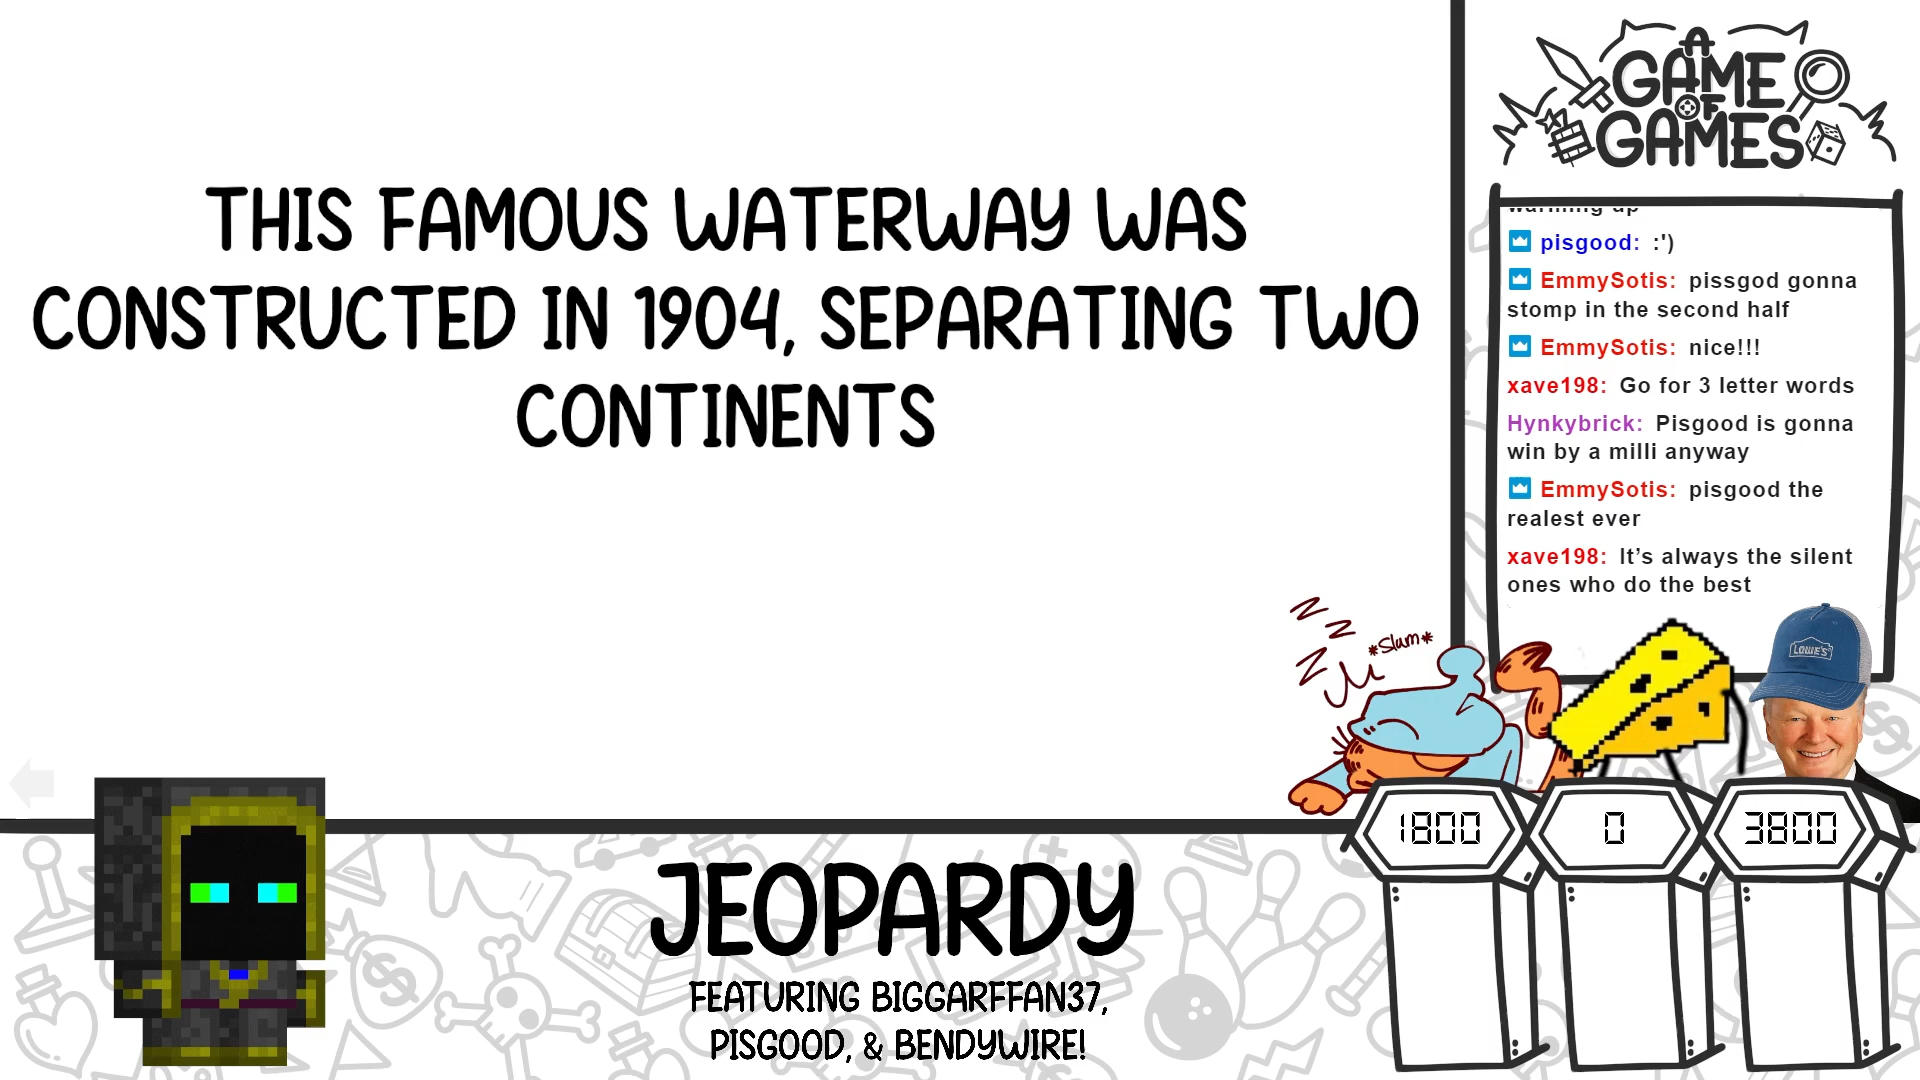 THIS FAMOUS WATERWAY WAS
CONSTRUCTED IN 1904, SEPARATING TWO
CONTINENTS
A
GAME
OF
GAMES
warming up
pisgood: :')
EmmySotis: pissgod gonna
stomp in the second half
EmmySotis: nice!!!
xave198: Go for 3 letter words
Hynkybrick: Pisgood is gonna
win by a milli anyway
EmmySotis: pisgood the
realest ever
xave198: It’s always the silent
ones who do the best
Z
Z
Z
*Slum*
LOWE'S
1800
0
3800
JEOPARDY
FEATURING BIGGARFFAN37,
PISGOOD, & BENDYWIRE!